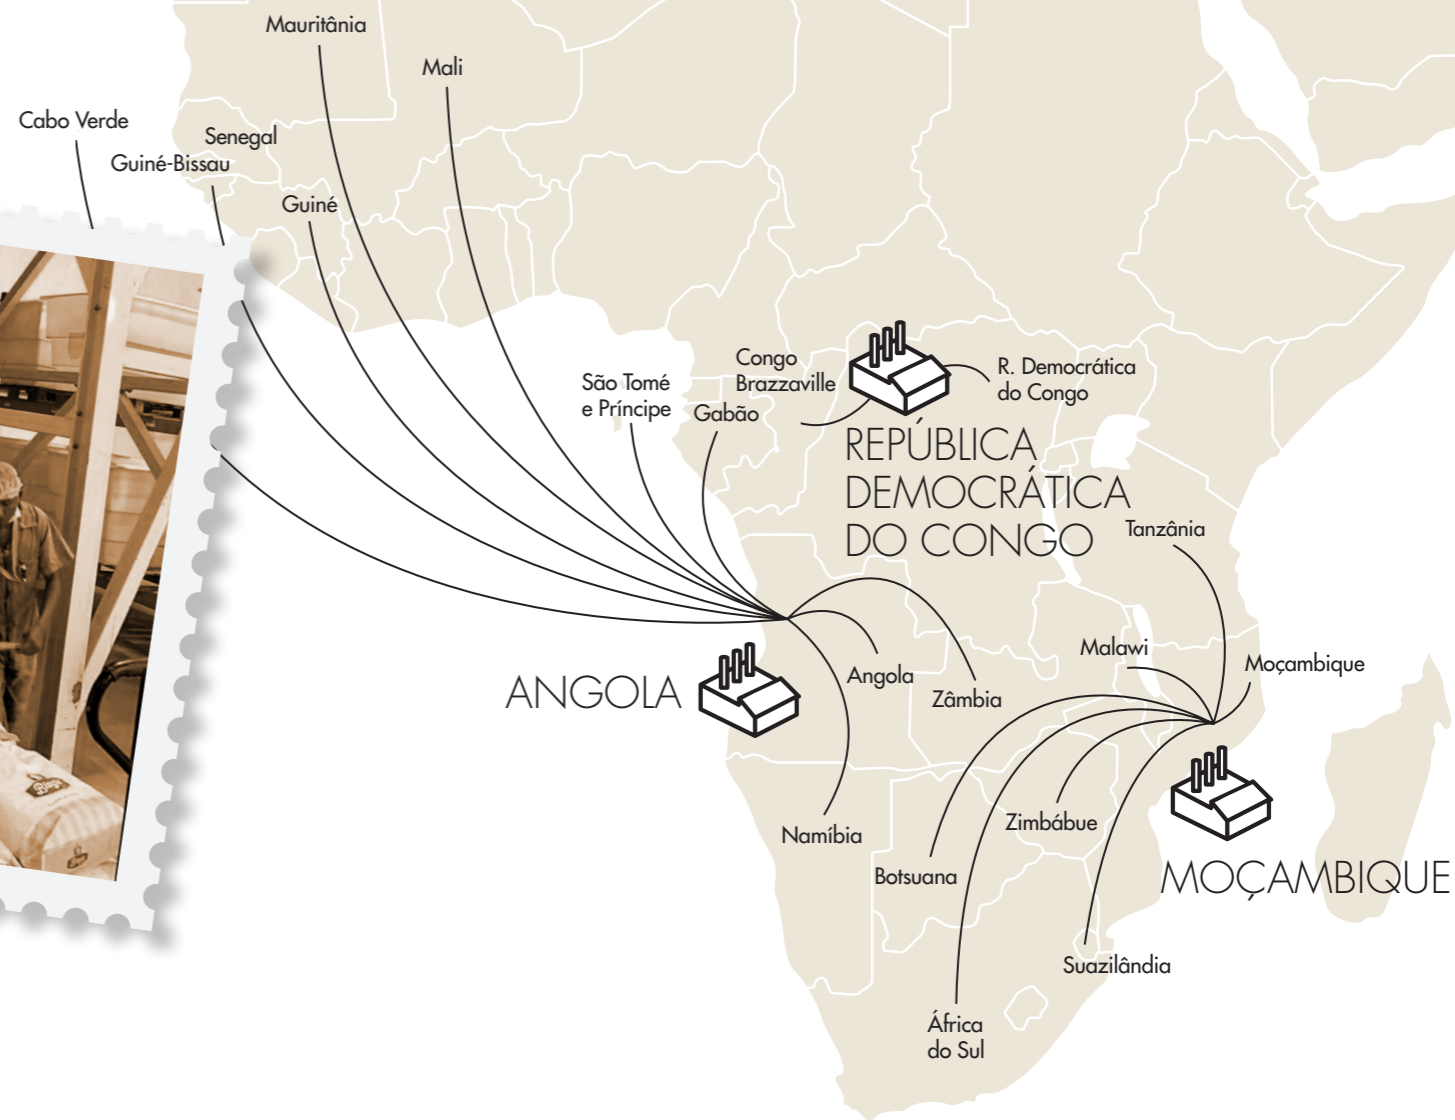 Mauritânia
Mali
Cabo Verde
Senegal
Guiné-Bissau
Guiné
São Tomé
e Príncipe
Congo
Brazzaville
Gabão
R. Democrática
do Congo
REPÚBLICA
DEMOCRÁTICA
DO CONGO
Tanzânia
Malawi
Moçambique
ANGOLA
Angola
Zâmbia
Namíbia
Zimbábue
Botsuana
MOÇAMBIQUE
Suazilândia
África
do Sul